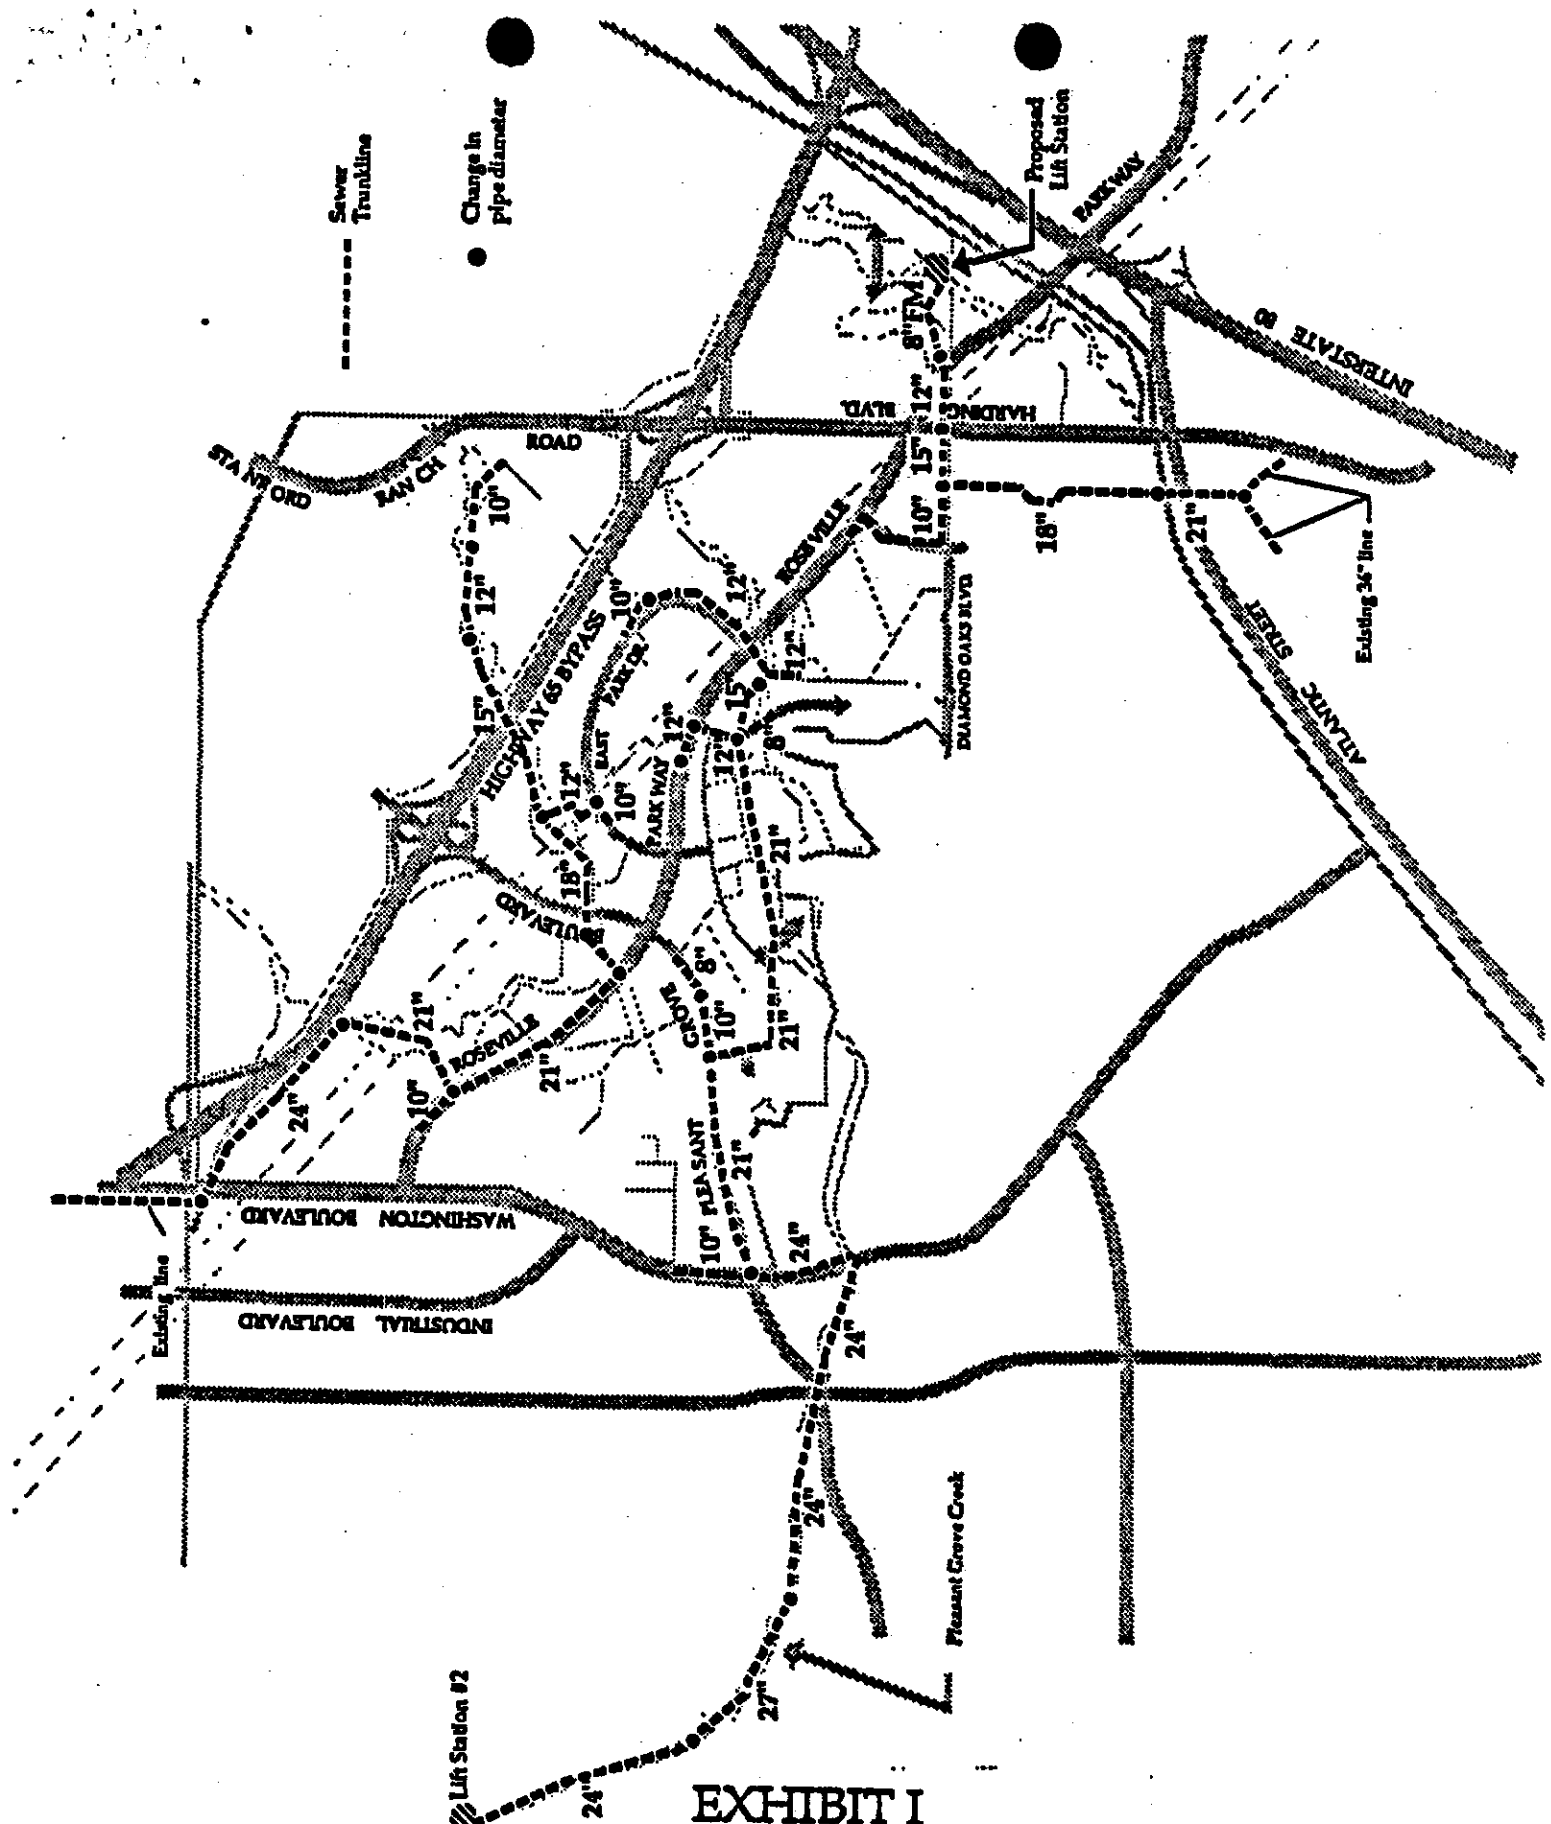 Sewer
Trunkline
Change in
pipe diameter
Proposed
Lift Station
PARKWAY
INTERSTATE 80
8"FM
12"
HARDING
BLVD.
15"
10"
18"
21"
Existing 36" line
STANFORD
RANCH
ROAD
10"
12"
15"
HIGHWAY 65 BYPASS
10"
PARK DR.
EAST
12"
12"
ROSEVILLE
12"
15"
12"
12"
8"
DIAMOND OAKS BLVD.
ATLANTIC
STREET
12"
10"
PARKWAY
18"
BOULEVARD
21"
8"
GROVE
10"
21"
21"
10"
ROSEVILLE
21"
24"
PLEASANT
21"
10"
24"
WASHINGTON BOULEVARD
Existing line
INDUSTRIAL BOULEVARD
24"
24"
Pleasant Grove Creek
27"
Lift Station #2
24"
EXHIBIT I